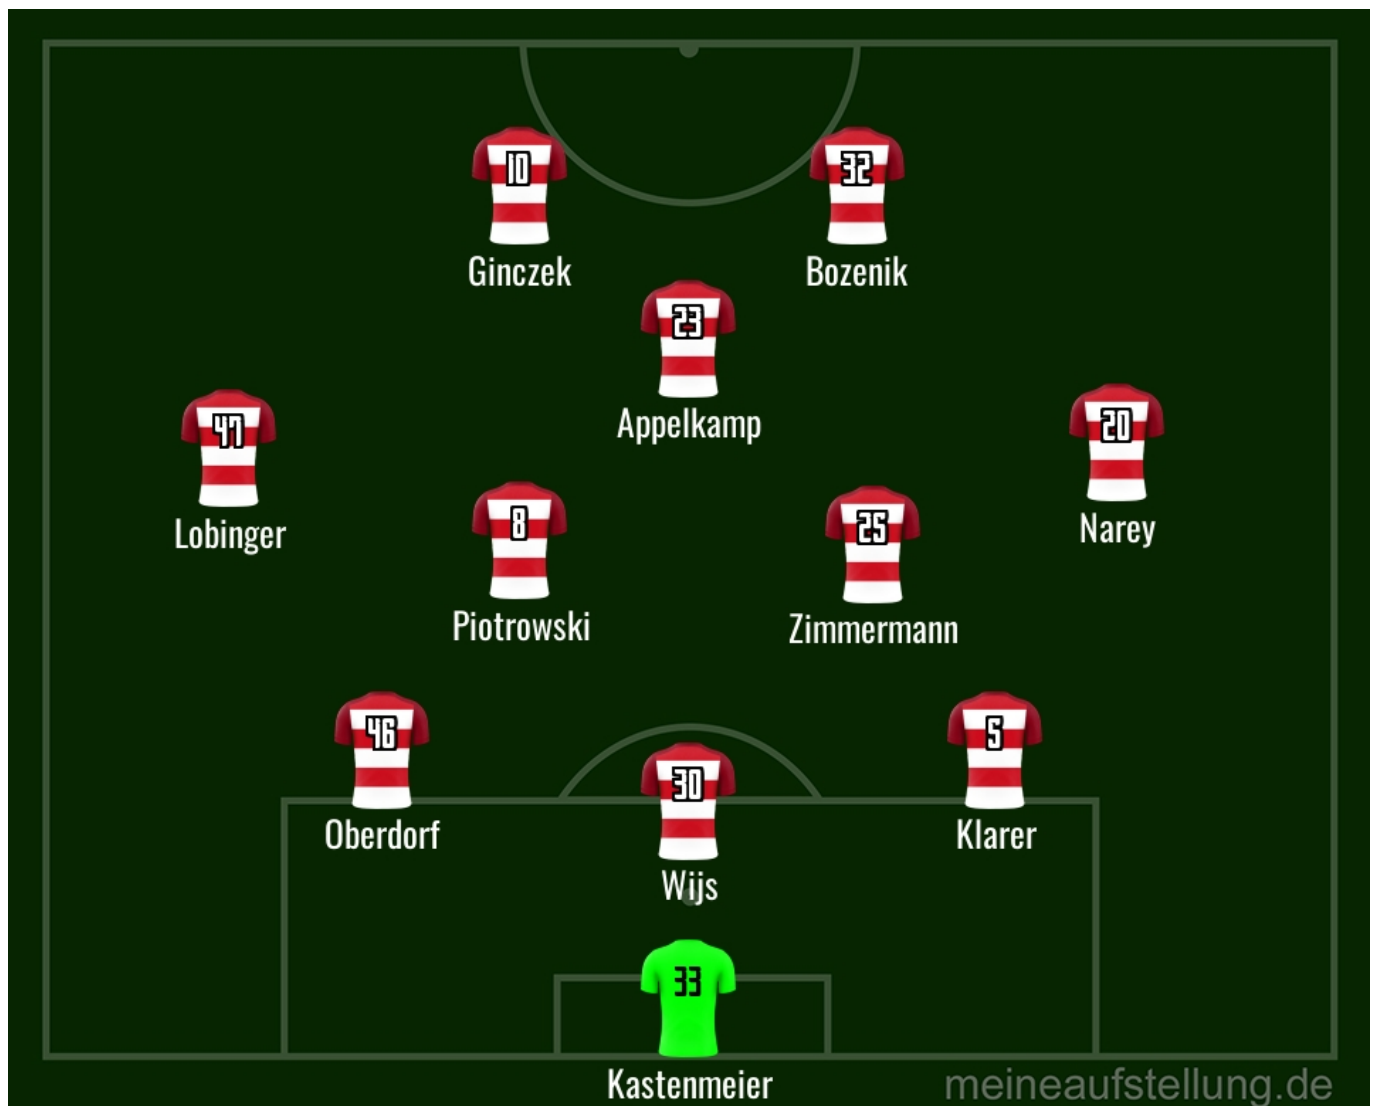 10
32
Ginczek
Bozenik
23
Appelkamp
47
20
Lobinger
Narey
8
25
Piotrowski
Zimmermann
46
5
Oberdorf
Klarer
30
Wijs
33
Kastenmeier
meineaufstellung.de